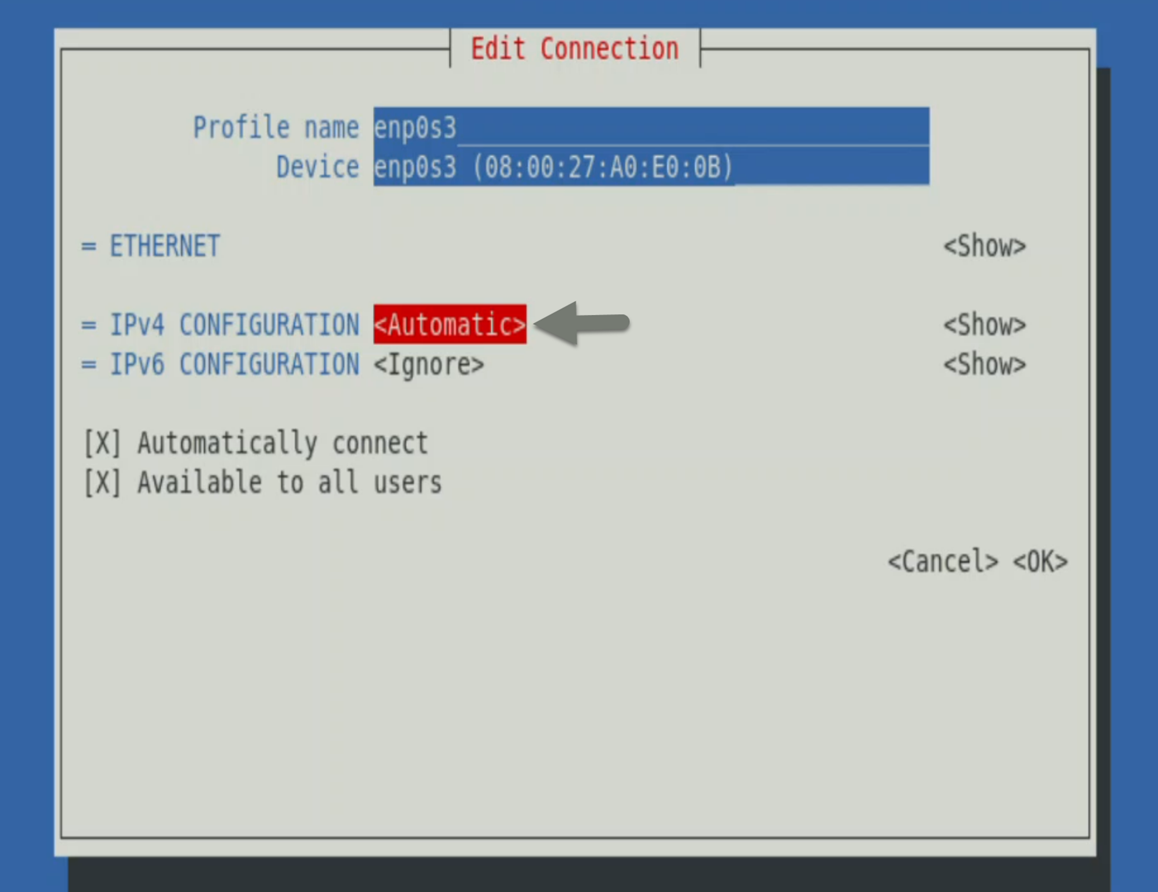 Edit Connection
Profile name enp0s3
Device enp0s3 (08:00:27:A0:E0:0B)
= ETHERNET <Show>
= IPv4 CONFIGURATION <Automatic> <Show>
= IPv6 CONFIGURATION <Ignore> <Show>
[X] Automatically connect
[X] Available to all users
<Cancel> <OK>